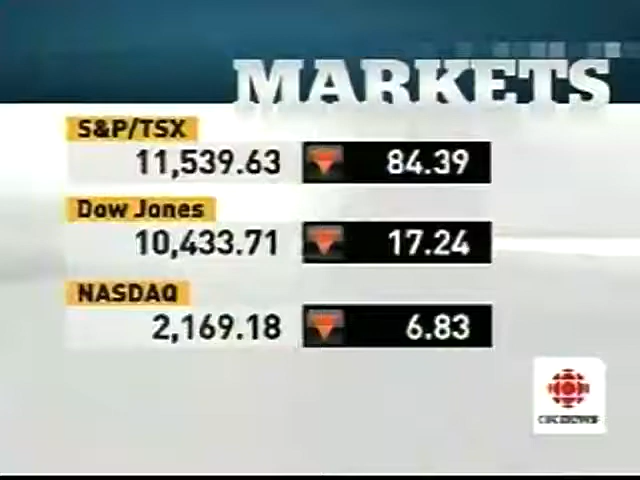 MARKETS
S&P/TSX
11,539.63 84.39
Dow Jones
10,433.71 17.24
NASDAQ
2,169.18 6.83